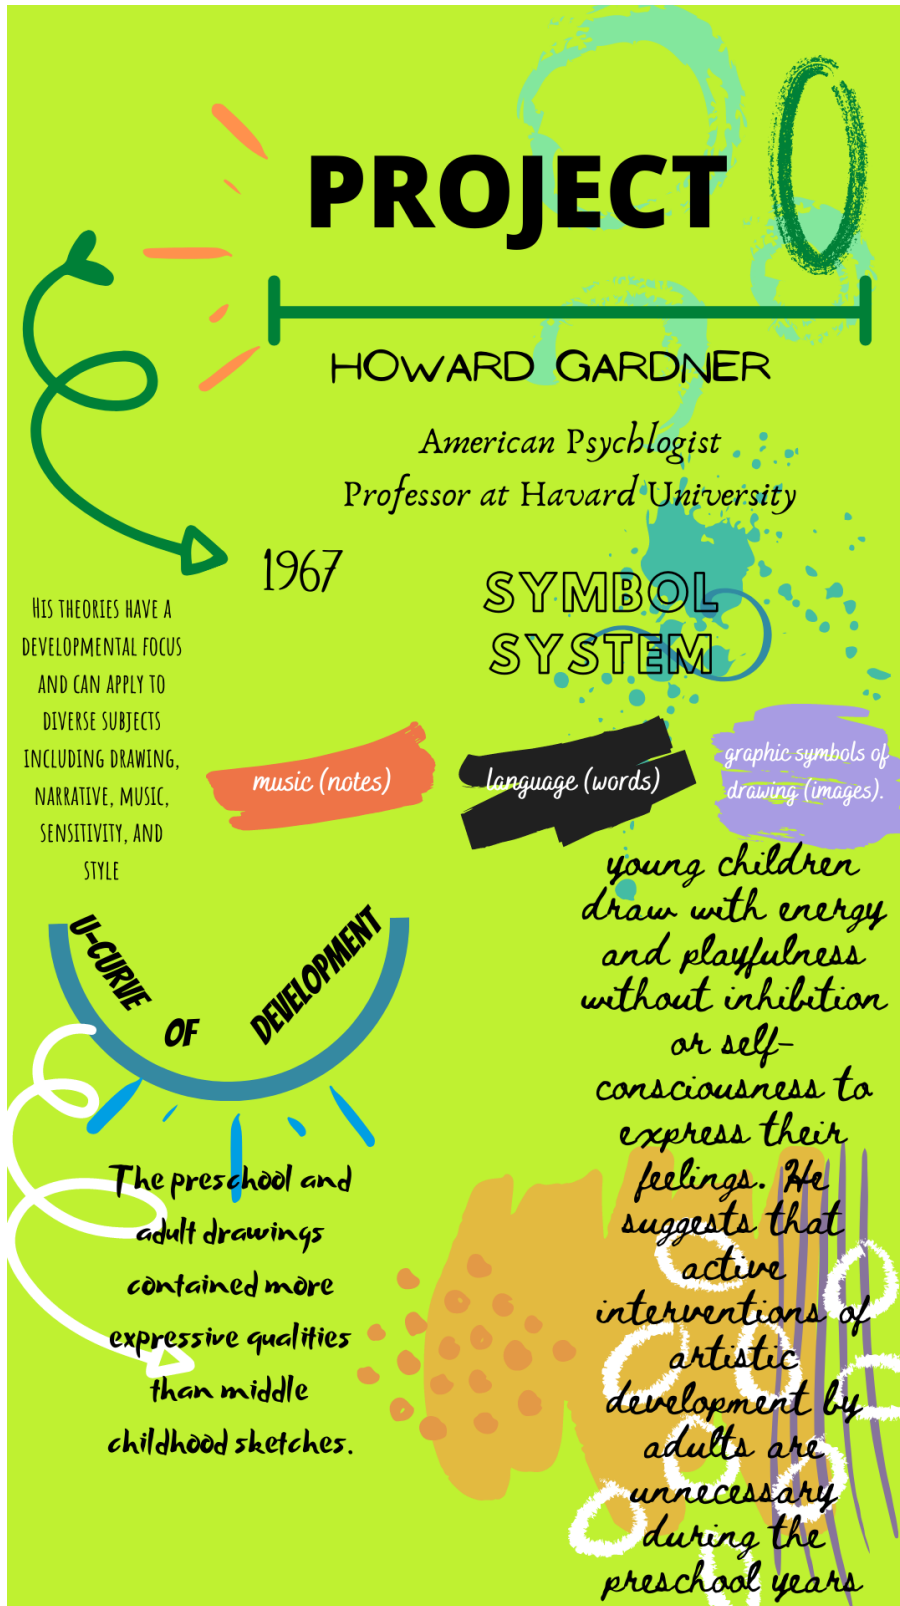 PROJECT 0
HOWARD GARDNER
American Psychlogist
Professor at Havard University
1967
HIS THEORIES HAVE A
DEVELOPMENTAL FOCUS
AND CAN APPLY TO
DIVERSE SUBJECTS
INCLUDING DRAWING,
NARRATIVE, MUSIC,
SENSITIVITY, AND
STYLE
SYMBOL
SYSTEM
music (notes)
language (words)
graphic symbols of
drawing (images).
U-CURVE
OF
DEVELOPMENT
The preschool and
adult drawings
contained more
expressive qualities
than middle
childhood sketches.
young children
draw with energy
and playfulness
without inhibition
or self-
consciousness to
express their
feelings. He
suggests that
active
interventions of
artistic
development by
adults are
unnecessary
during the
preschool years